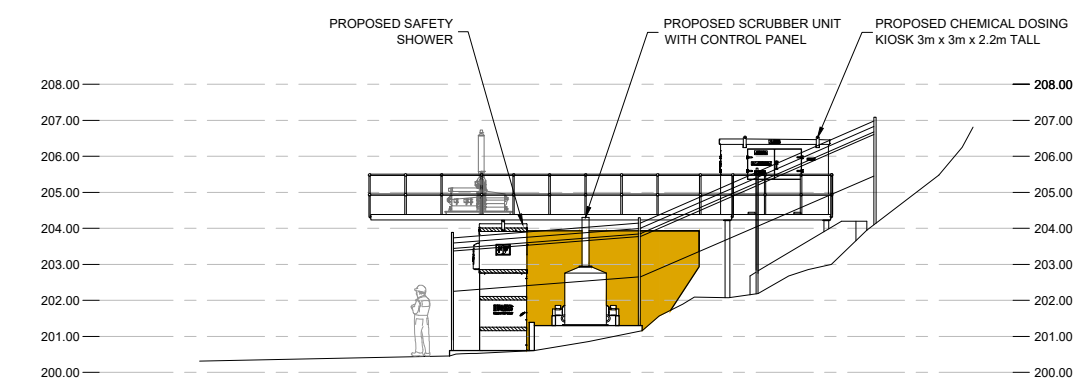 PROPOSED SAFETY
SHOWER
PROPOSED SCRUBBER UNIT
WITH CONTROL PANEL
PROPOSED CHEMICAL DOSING
KIOSK 3m x 3m x 2.2m TALL
208.00 208.00
207.00 207.00
206.00 206.00
205.00 205.00
204.00 204.00
203.00 203.00
202.00 202.00
201.00 201.00
200.00 200.00